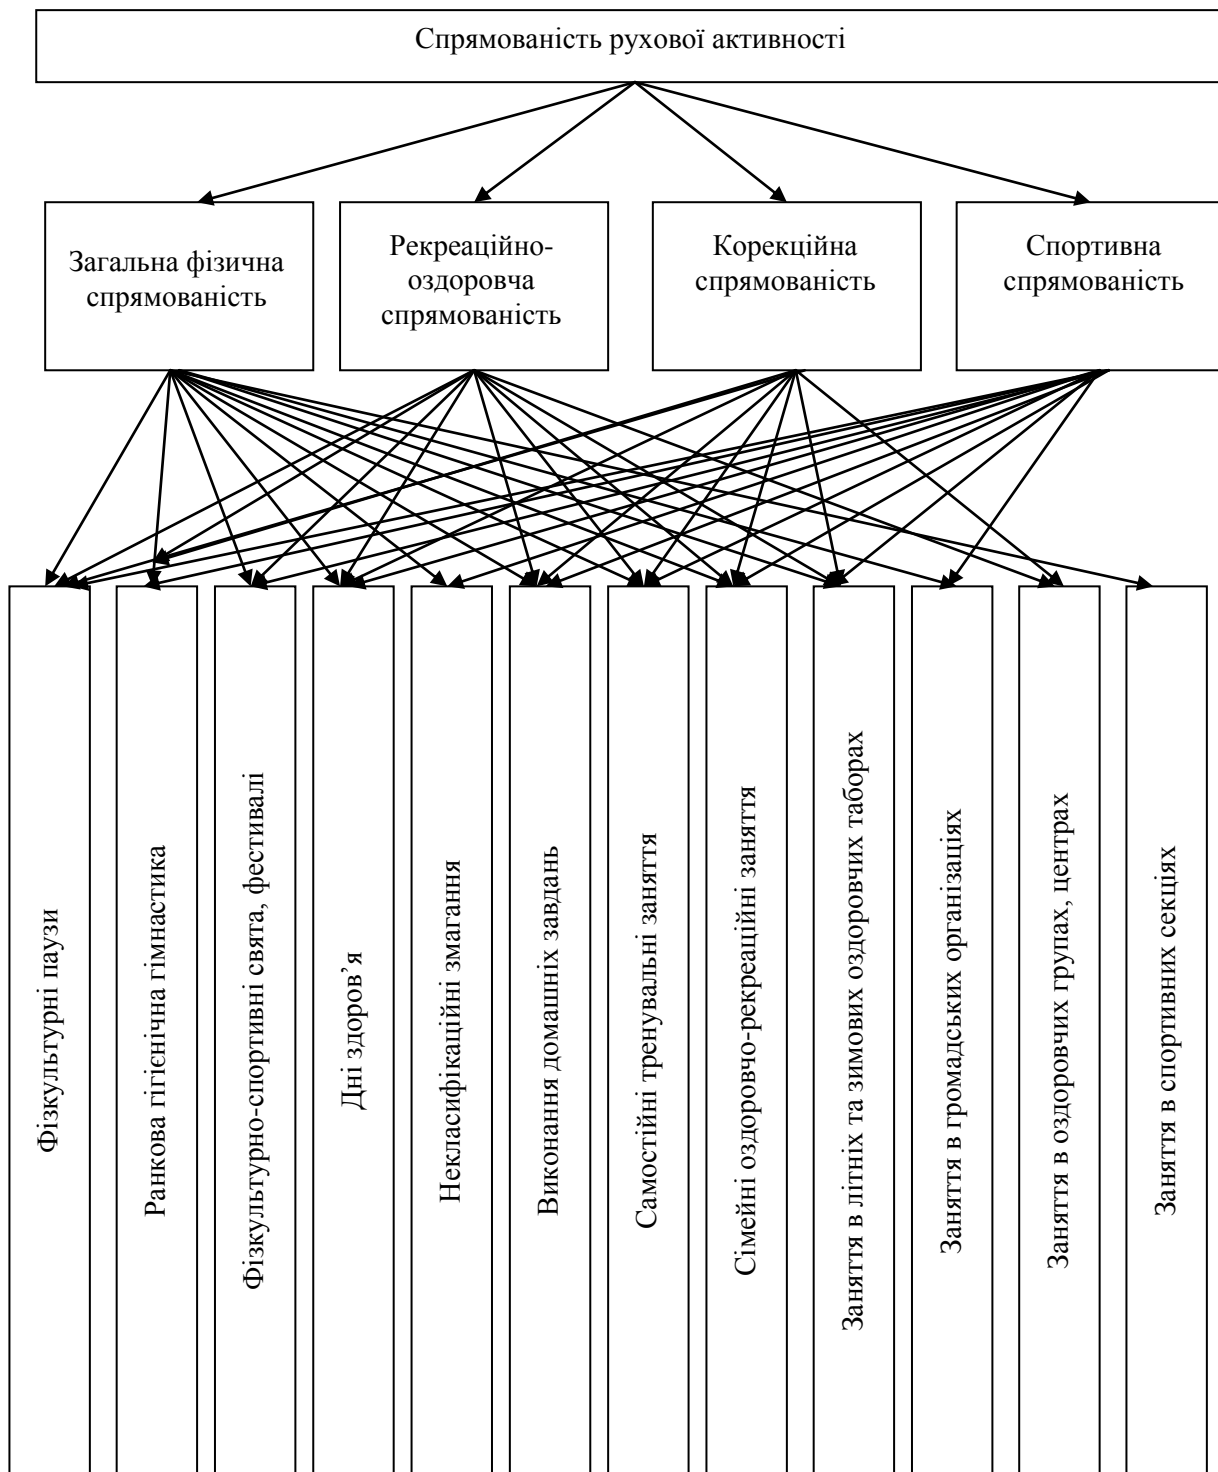 Спрямованість рухової активності
Загальна фізична
спрямованість
Рекреаційно-
оздоровча
спрямованість
Корекційна
спрямованість
Спортивна
спрямованість
Фізкультурні паузи
Ранкова гігієнічна гімнастика
Фізкультурно-спортивні свята, фестивалі
Дні здоров’я
Некласифікаційні змагання
Виконання домашніх завдань
Самостійні тренувальні заняття
Сімейні оздоровчо-рекреаційні заняття
Заняття в літніх та зимових оздоровчих таборах
Заняття в громадських організаціях
Заняття в оздоровчих групах, центрах
Заняття в спортивних секціях